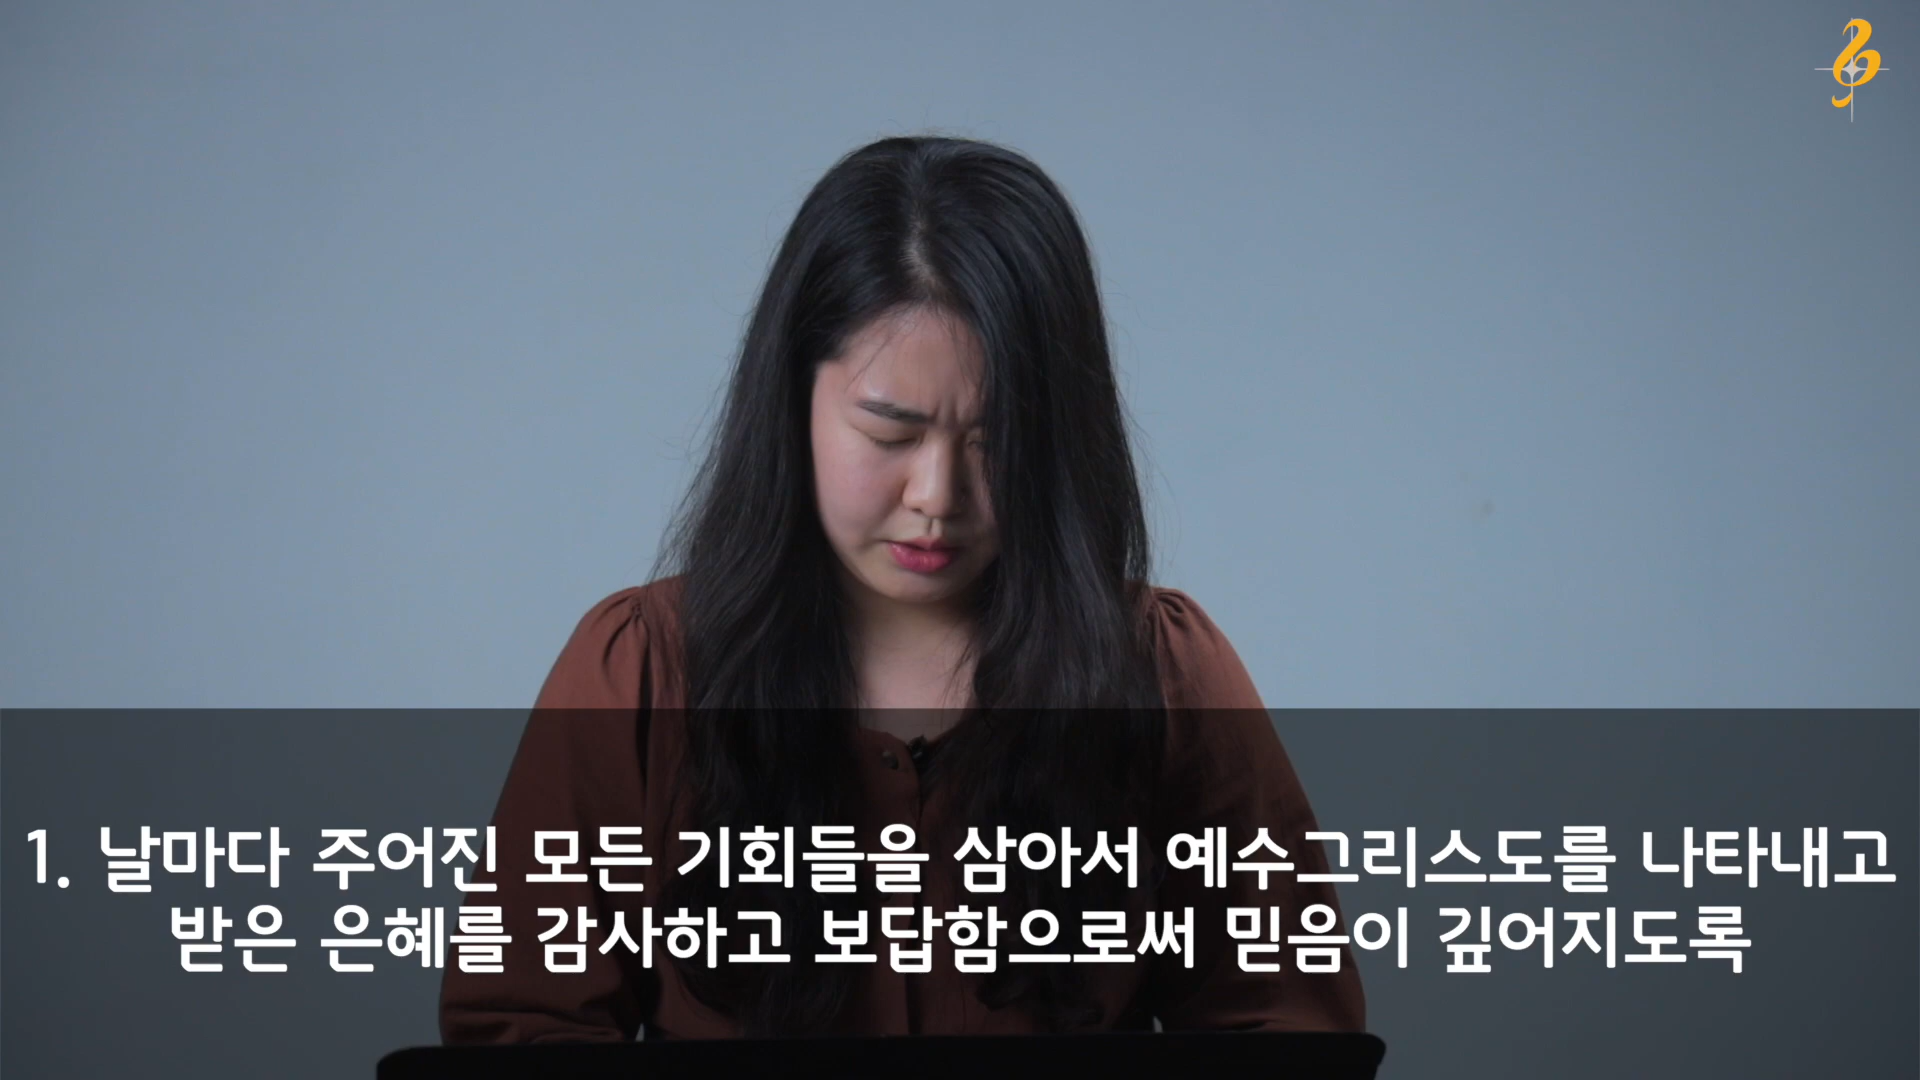 1. 날마다 주어진 모든 기회들을 삼아서 예수그리스도를 나타내고
받은 은혜를 감사하고 보답함으로써 믿음이 깊어지도록